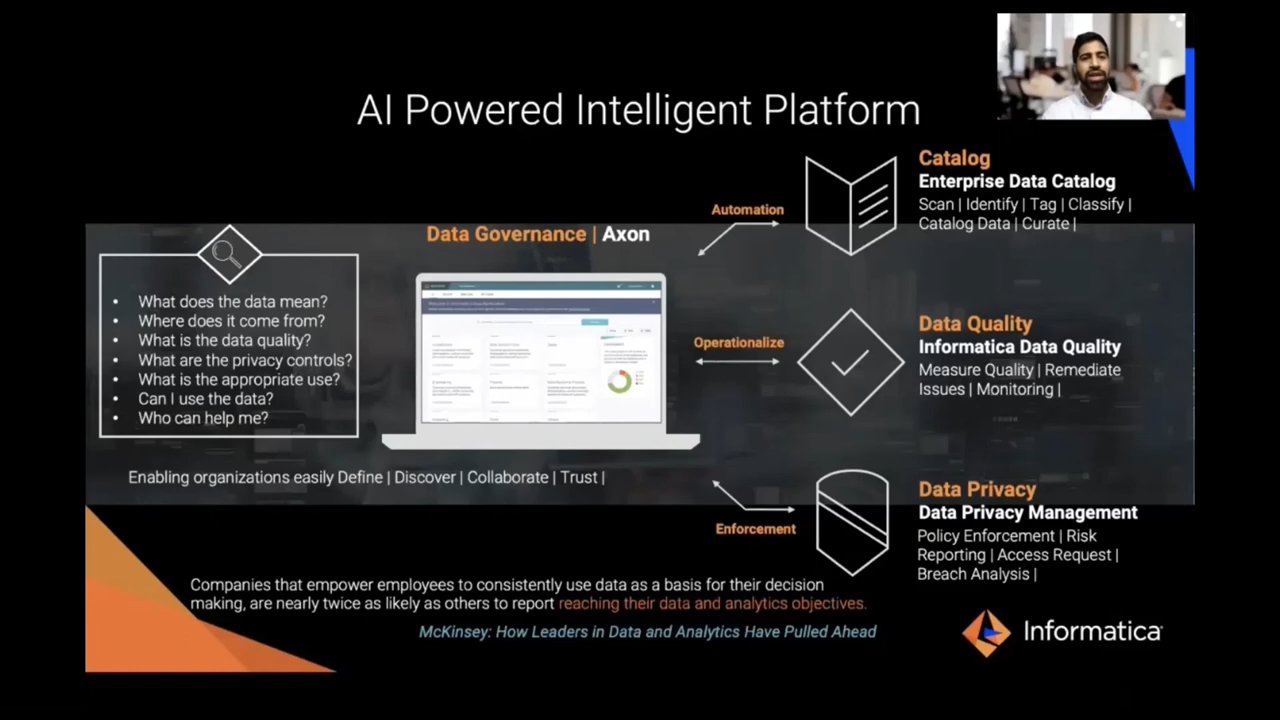 AI Powered Intelligent Platform
Catalog
Enterprise Data Catalog
Scan | Identify | Tag | Classify |
Catalog Data | Curate |
Automation
Data Governance | Axon
• What does the data mean?
• Where does it come from?
• What is the data quality?
• What are the privacy controls?
• What is the appropriate use?
• Can I use the data?
• Who can help me?
Operationalize
Data Quality
Informatica Data Quality
Measure Quality | Remediate
Issues | Monitoring |
Enabling organizations easily Define | Discover | Collaborate | Trust |
Enforcement
Data Privacy
Data Privacy Management
Policy Enforcement | Risk
Reporting | Access Request |
Breach Analysis |
Companies that empower employees to consistently use data as a basis for their decision
making, are nearly twice as likely as others to report reaching their data and analytics objectives.
McKinsey: How Leaders in Data and Analytics Have Pulled Ahead
Informatica